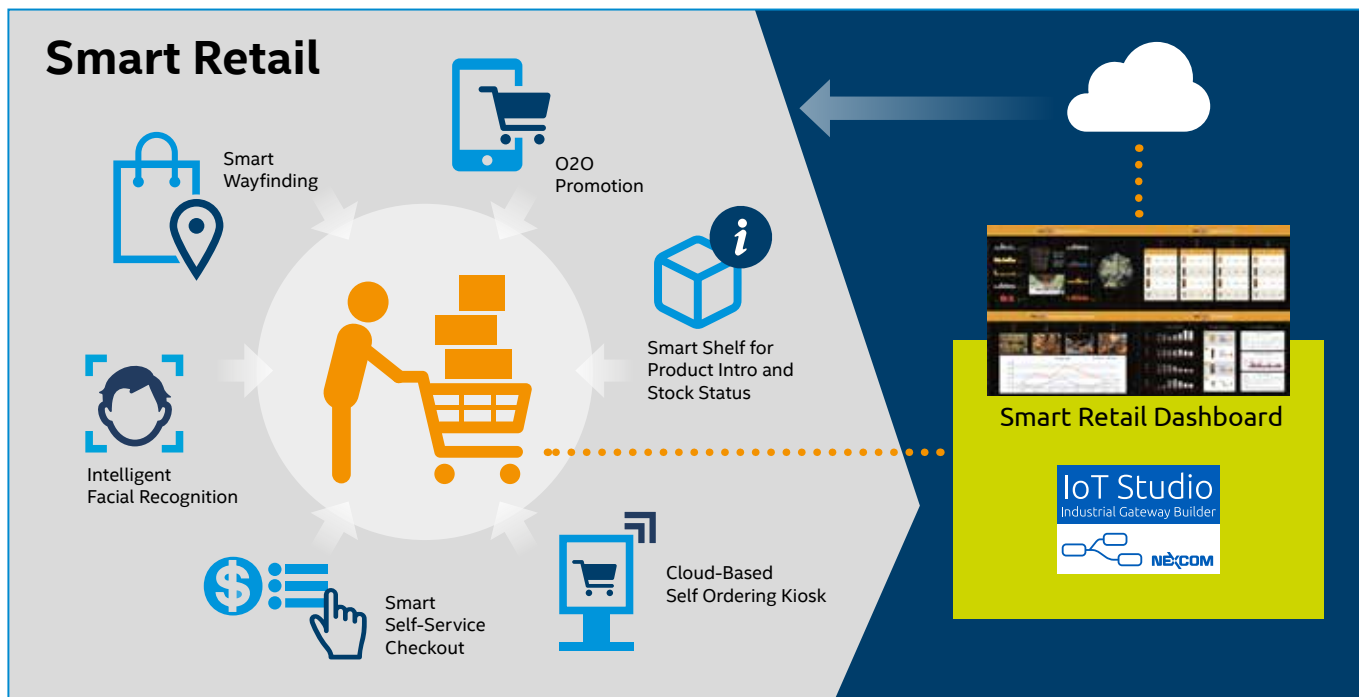 Smart Retail
Smart
Wayfinding
O2O
Promotion
i
Smart Shelf for
Product Intro and
Stock Status
Intelligent
Facial Recognition
$
Smart
Self-Service
Checkout
Cloud-Based
Self Ordering Kiosk
Smart Retail Dashboard
IoT Studio
Industrial Gateway Builder
NEXCOM